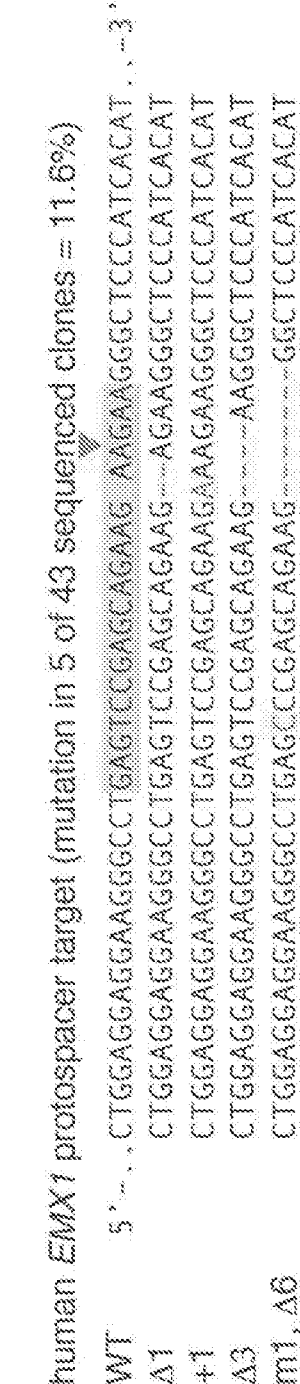 human EMX1 protospacer target (mutation in 5 of 43 sequenced clones = 11.6%)
WT 5'-..CTGGAGGAGGAAGGGCCTGAGTCCGAGCAGAAG AAGAAGGGCTCCCATCACAT..-3'
Δ1 CTGGAGGAGGAAGGGCCTGAGTCCGAGCAGAAG--AGAAGGGCTCCCATCACAT
+1 CTGGAGGAGGAAGGGCCTGAGTCCGAGCAGAAGAAAGAAGGGCTCCCATCACAT
Δ3 CTGGAGGAGGAAGGGCCTGAGTCCGAGCAGAAG----AAGGGCTCCCATCACAT
m1, Δ6 CTGGAGGAGGAAGGGCCTGAGCCCGAGCAGAAG-------GGCTCCCATCACAT